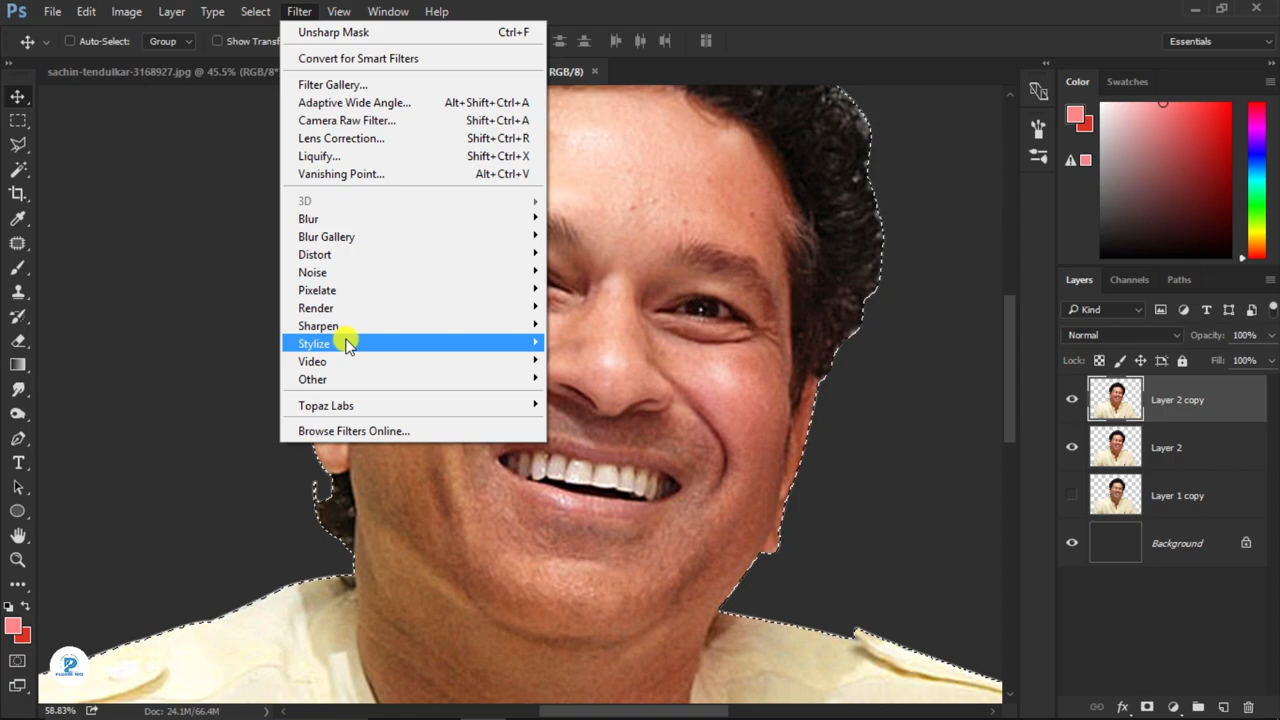 Ps File Edit Image Layer Type Select Filter View Window Help
Auto-Select: Group Show Transf Essentials
sachin-tendulkar-3168927.jpg @ 45.5% (RGB/8* RGB/8) ×
Unsharp Mask Ctrl+F
Convert for Smart Filters
Filter Gallery...
Adaptive Wide Angle... Alt+Shift+Ctrl+A
Camera Raw Filter... Shift+Ctrl+A
Lens Correction... Shift+Ctrl+R
Liquify... Shift+Ctrl+X
Vanishing Point... Alt+Ctrl+V
3D
Blur
Blur Gallery
Distort
Noise
Pixelate
Render
Sharpen
Stylize
Video
Other
Topaz Labs
Browse Filters Online...
Color Swatches
Layers Channels Paths
Kind
Normal Opacity: 100%
Lock: Fill: 100%
Layer 2 copy
Layer 2
Layer 1 copy
Background
58.83% Doc: 24.1M/66.4M